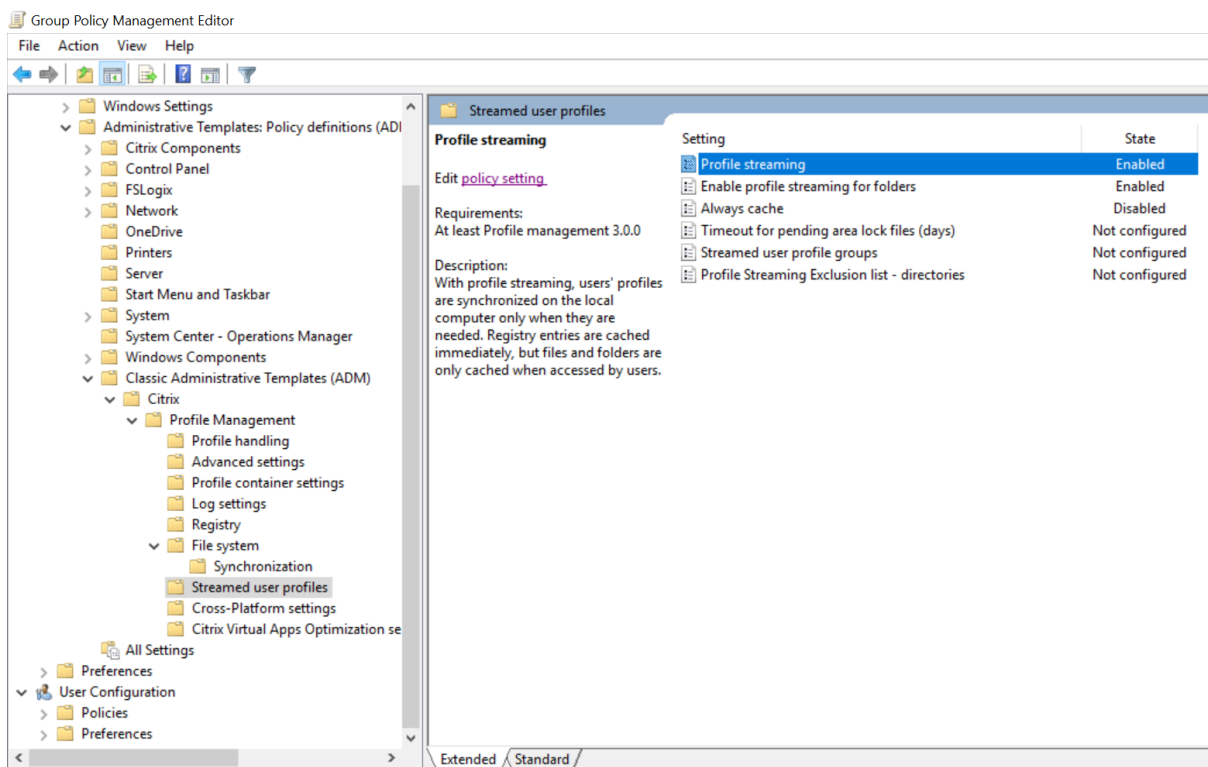 Group Policy Management Editor
File Action View Help
Windows Settings
Administrative Templates: Policy definitions (ADI
Citrix Components
Control Panel
FSLogix
Network
OneDrive
Printers
Server
Start Menu and Taskbar
System
System Center - Operations Manager
Windows Components
Classic Administrative Templates (ADM)
Citrix
Profile Management
Profile handling
Advanced settings
Profile container settings
Log settings
Registry
File system
Synchronization
Streamed user profiles
Cross-Platform settings
Citrix Virtual Apps Optimization se
All Settings
Preferences
User Configuration
Policies
Preferences
Streamed user profiles
Profile streaming
Edit policy setting
Requirements:
At least Profile management 3.0.0
Description:
With profile streaming, users' profiles
are synchronized on the local
computer only when they are
needed. Registry entries are cached
immediately, but files and folders are
only cached when accessed by users.
Setting State
Profile streaming Enabled
Enable profile streaming for folders Enabled
Always cache Disabled
Timeout for pending area lock files (days) Not configured
Streamed user profile groups Not configured
Profile Streaming Exclusion list - directories Not configured
Extended Standard